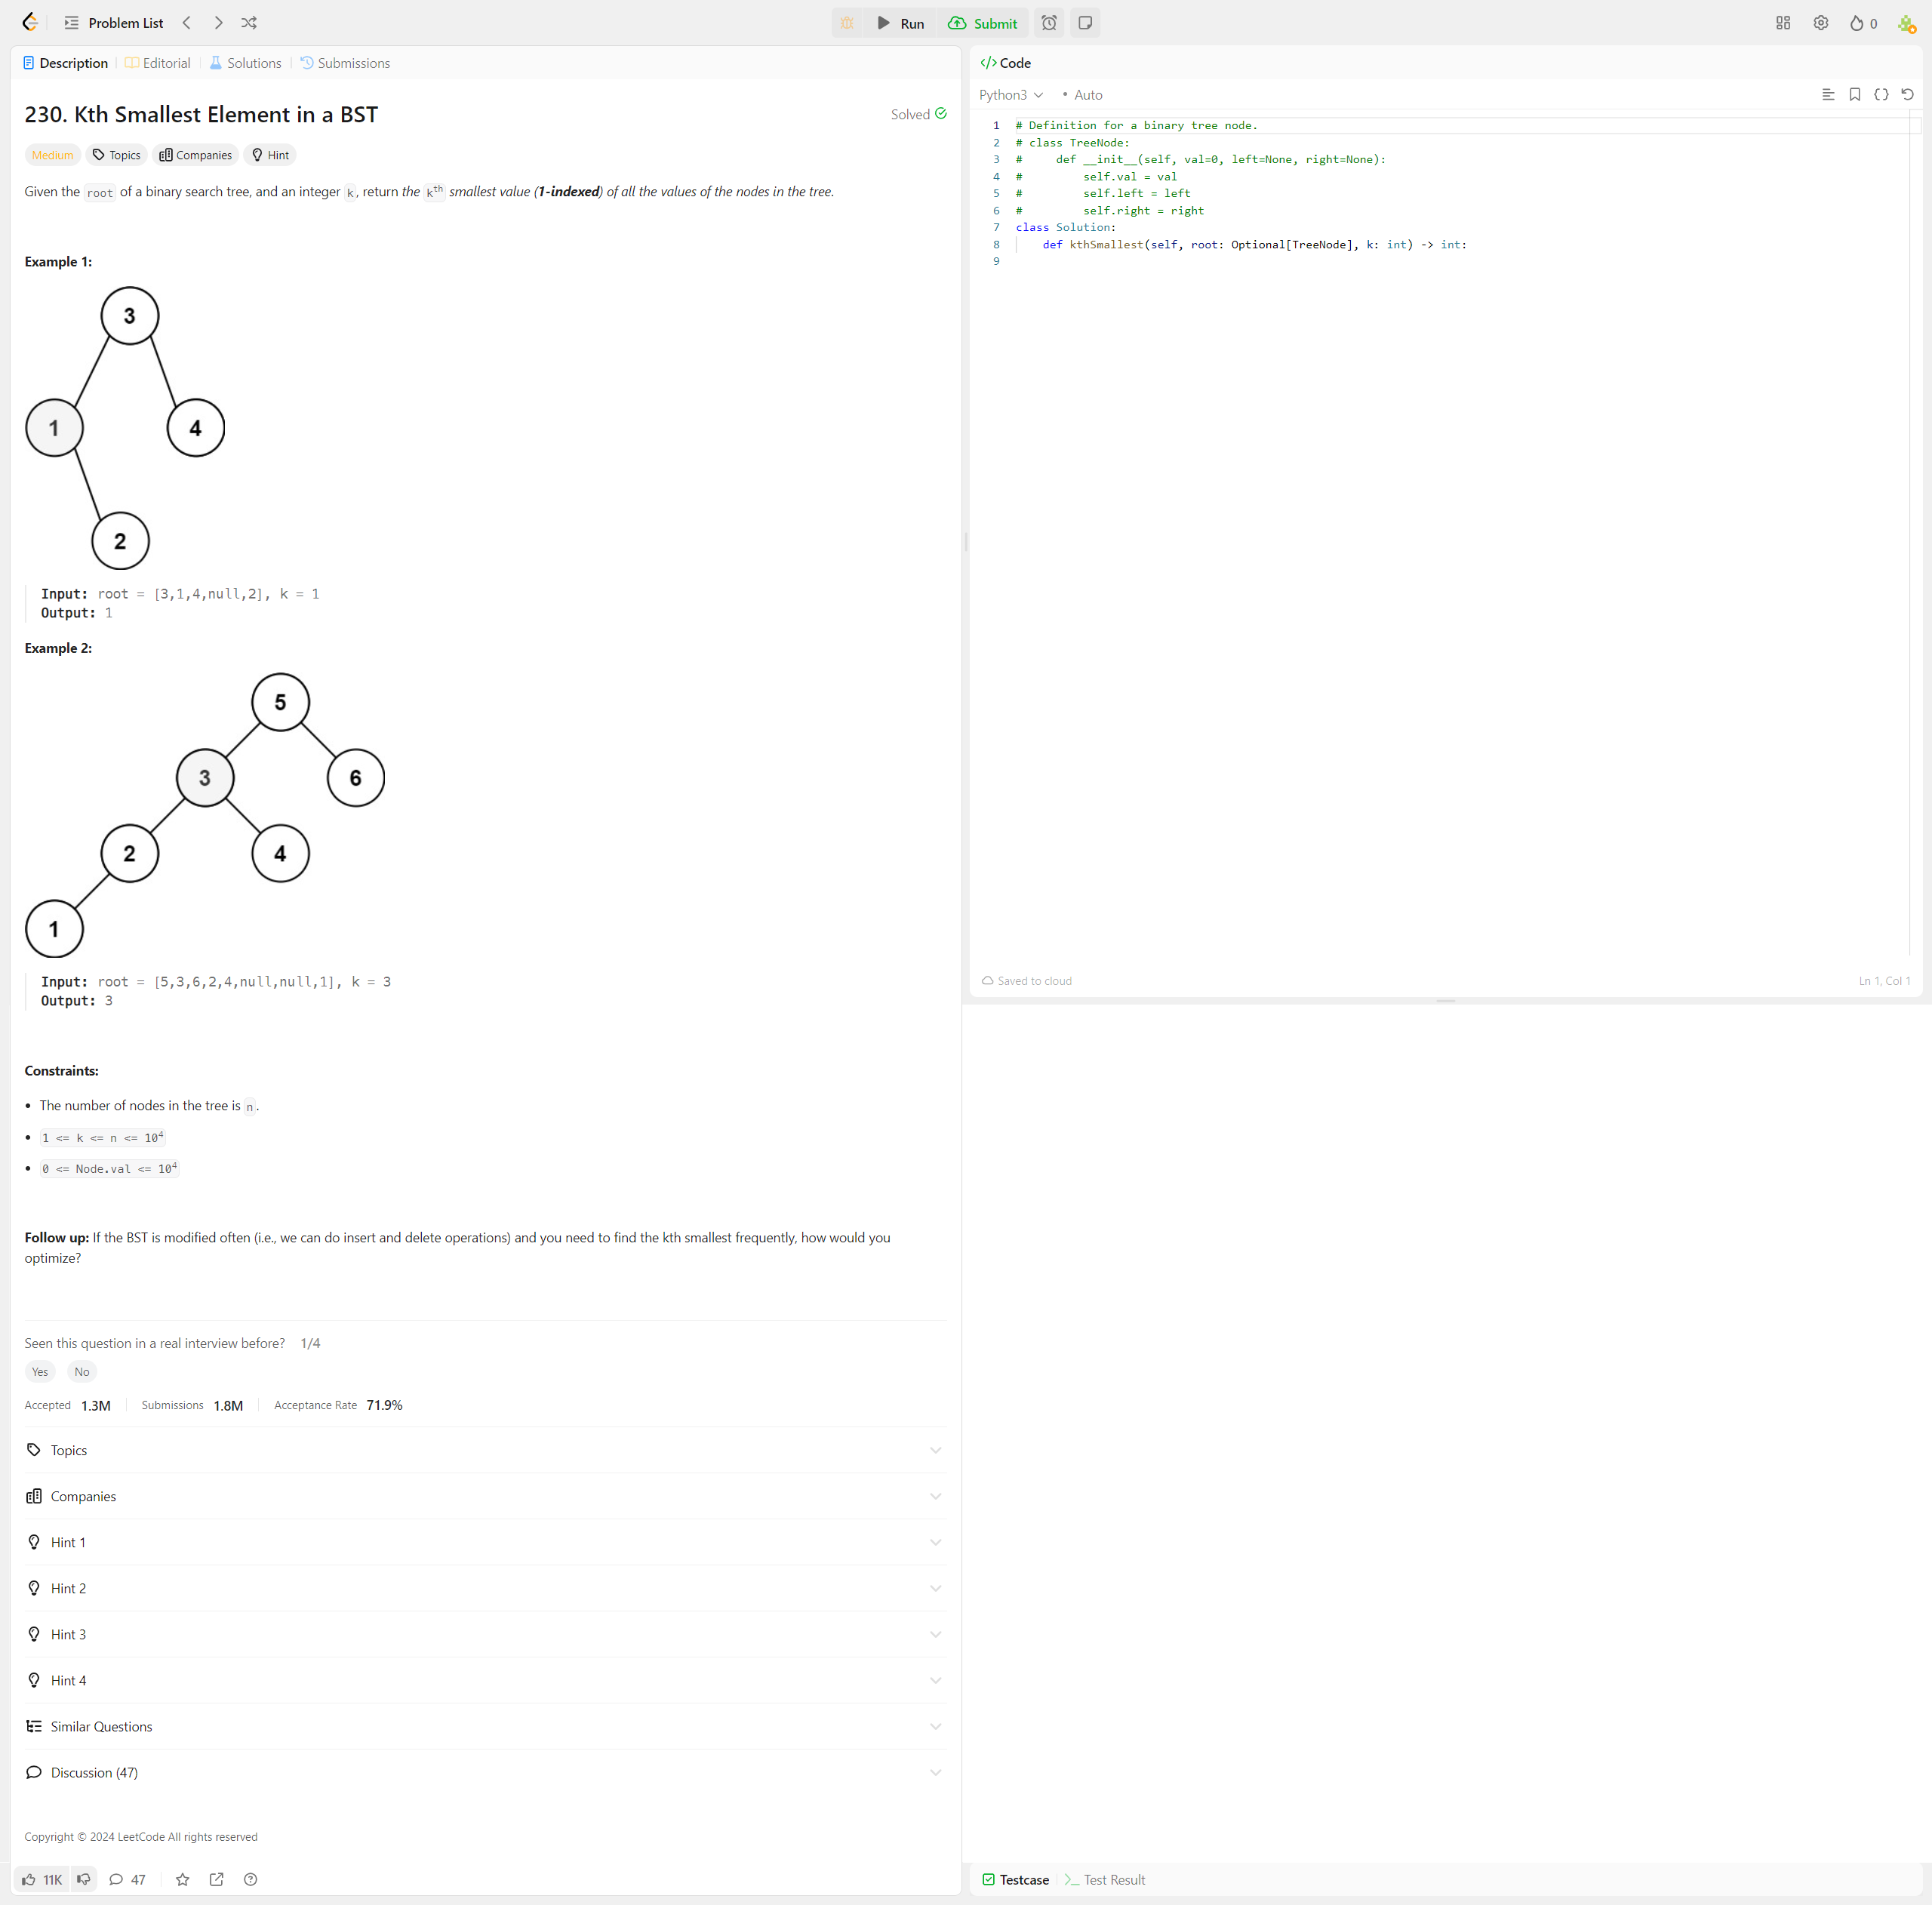 Problem List
Run
Submit
0
Description
Editorial
Solutions
Submissions
230. Kth Smallest Element in a BST
Solved
Medium
Topics
Companies
Hint
Given the root of a binary search tree, and an integer k, return the kth smallest value (1-indexed) of all the values of the nodes in the tree.
Example 1:
3
1
4
2
Input: root = [3,1,4,null,2], k = 1
Output: 1
Example 2:
5
3
6
2
4
1
Input: root = [5,3,6,2,4,null,null,1], k = 3
Output: 3
Constraints:
• The number of nodes in the tree is n.
• 1 <= k <= n <= 10^4
• 0 <= Node.val <= 10^4
Follow up: If the BST is modified often (i.e., we can do insert and delete operations) and you need to find the kth smallest frequently, how would you
optimize?
Seen this question in a real interview before? 1/4
Yes
No
Accepted 1.3M
Submissions 1.8M
Acceptance Rate 71.9%
Topics
Companies
Hint 1
Hint 2
Hint 3
Hint 4
Similar Questions
Discussion (47)
Copyright © 2024 LeetCode All rights reserved
11K
47
</> Code
Python3
• Auto
1 # Definition for a binary tree node.
2 # class TreeNode:
3 #     def __init__(self, val=0, left=None, right=None):
4 #         self.val = val
5 #         self.left = left
6 #         self.right = right
7 class Solution:
8     def kthSmallest(self, root: Optional[TreeNode], k: int) -> int:
9
Saved to cloud
Ln 1, Col 1
Testcase
Test Result